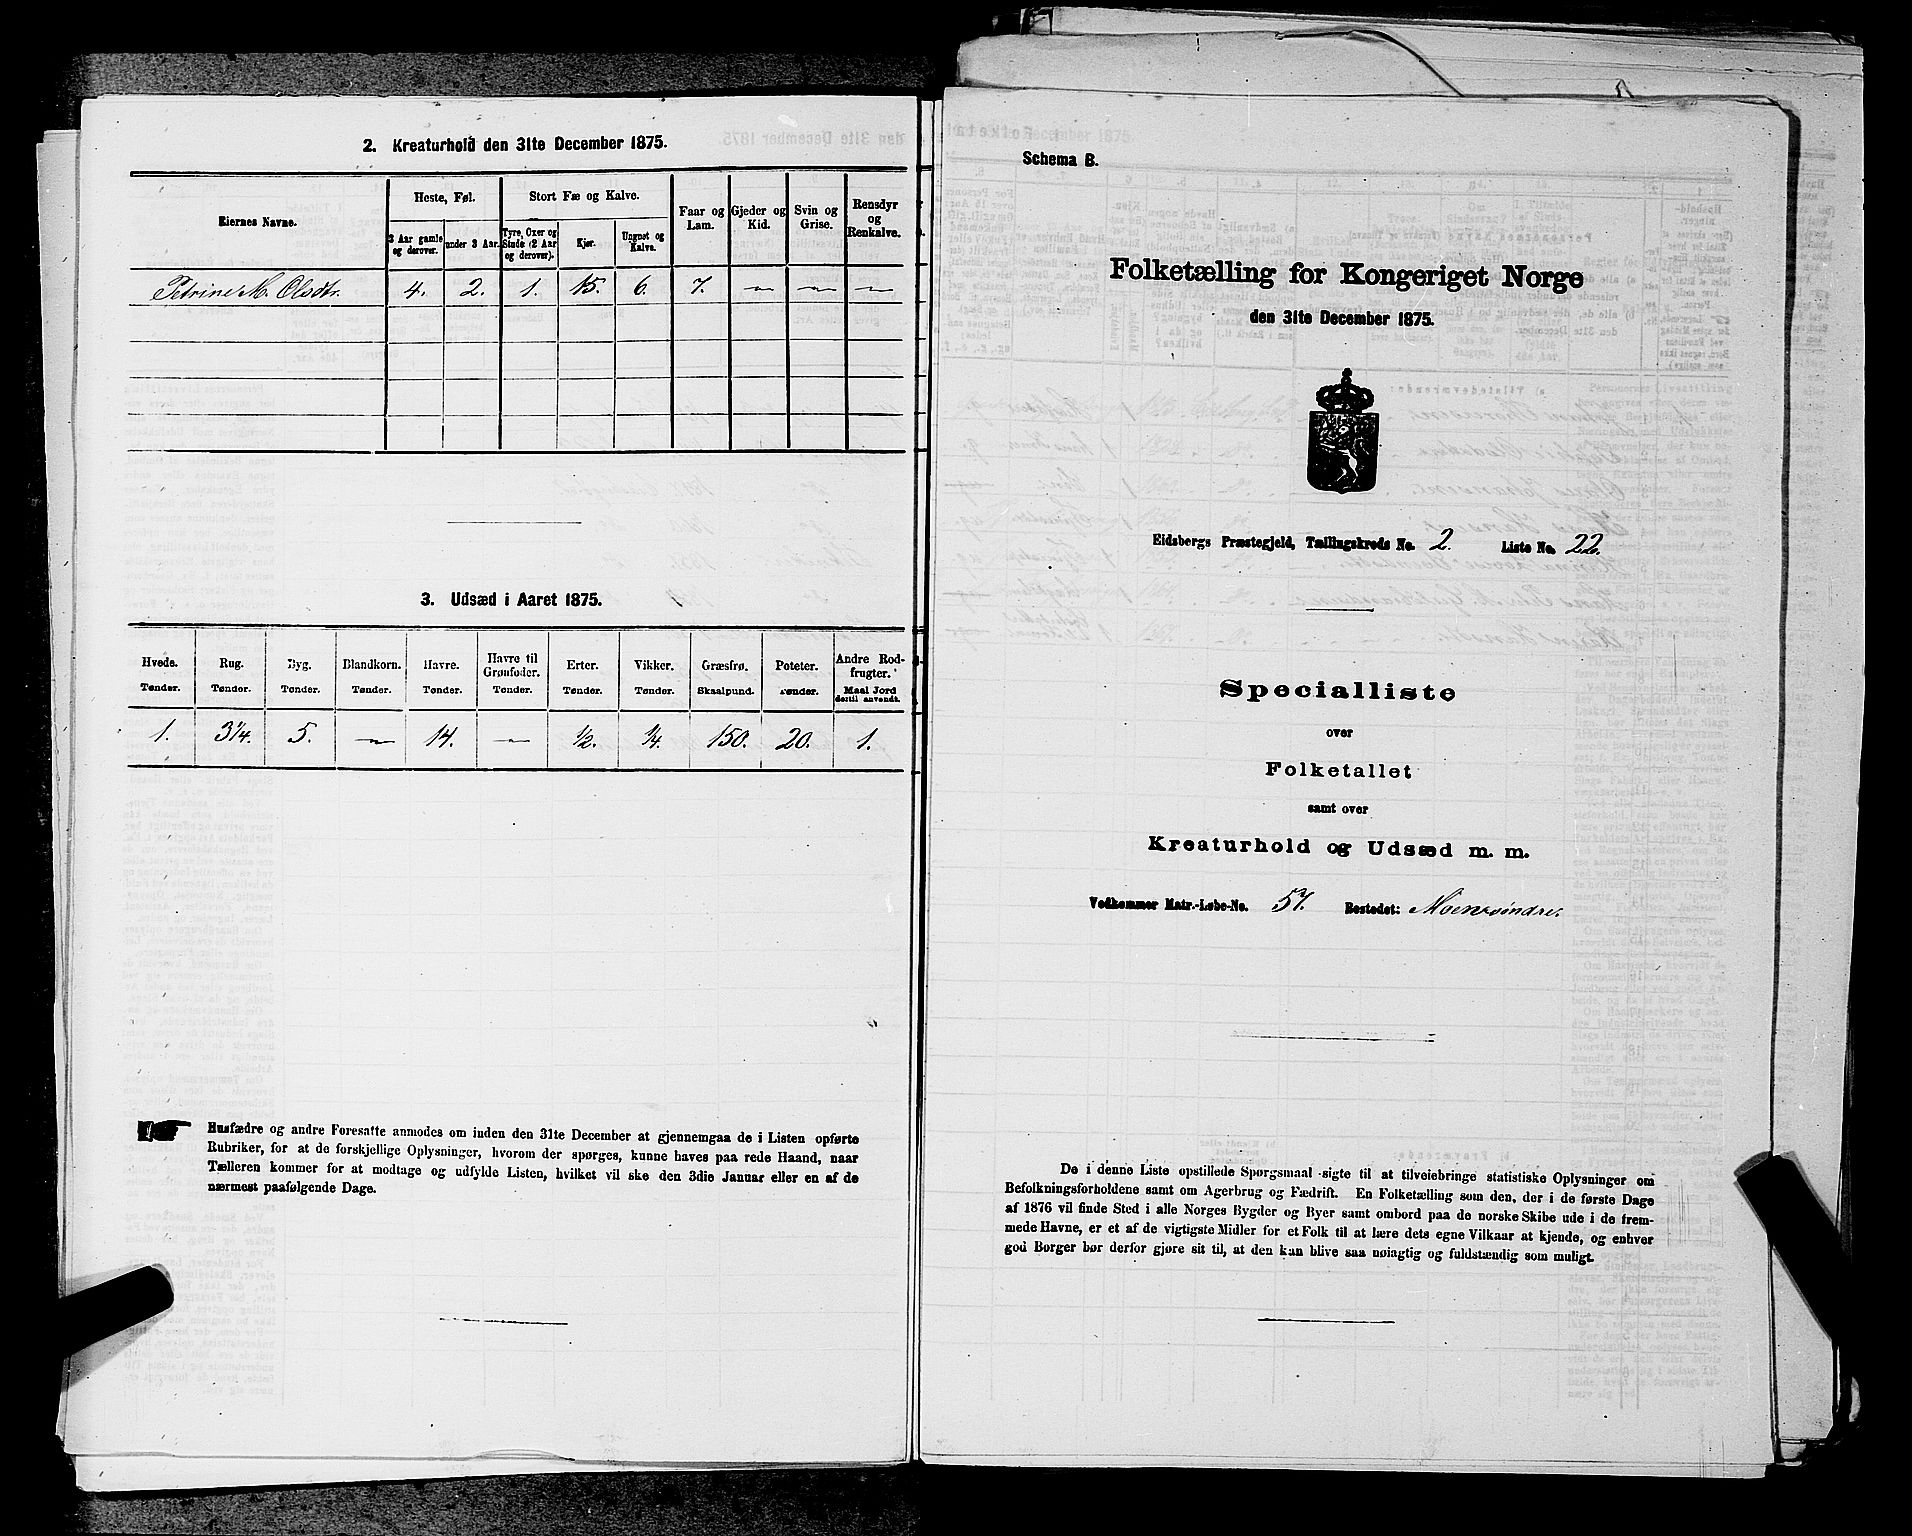 2. Kreaturhold den 31te December 1875.
Eiernes Navne.
Heste, Føl.
3 Aar gamle og derover.
under 3 Aar.
Stort Fæ og Kalve.
Tyre, Oxer og Stude (2 Aar og derover).
Kjør.
Ungnøt og Kalve.
Faar og Lam.
Gjeder og Kid.
Svin og Grise.
Rensdyr og Renkalve.
Petrine M. Olsdtr. 4. 2. 1. 15. 6. 7. — — —
3. Udsæd i Aaret 1875.
Hvede. Tønder.
Rug. Tønder.
Byg. Tønder.
Blandkorn. Tønder.
Havre. Tønder.
Havre til Grønfoder. Tønder.
Erter. Tønder.
Vikker. Tønder.
Græsfrø. Skaalpund.
Poteter. Tønder.
Andre Rodfrugter. Maal Jord dertil anvendt.
1. 3 1/4. 5. — 14. — 1/2. 1/4. 150. 20. 1.
Husfædre og andre Foresatte anmodes om inden den 31te December at gjennemgaa de i Listen opførte
Rubriker, for at de forskjellige Oplysninger, hvorom der spørges, kunne haves paa rede Haand, naar
Tælleren kommer for at modtage og udfylde Listen, hvilket vil ske den 3die Januar eller en af de
nærmest paafølgende Dage.
Schema B.
Folketælling for Kongeriget Norge
den 31te December 1875.
Eidsbergs Præstegjeld, Tællingskreds No. 2. Liste No. 22.
Specialliste
over
Folketallet
samt over
Kreaturhold og Udsæd m. m.
Vedkommer Matr.-Løbe-No. 57. Bostedet: Moen søndre.
De i denne Liste opstillede Spørgsmaal sigte til at tilveiebringe statistiske Oplysninger om
Befolkningsforholdene samt om Agerbrug og Fædrift. En Folketælling som den, der i de første Dage
af 1876 vil finde Sted i alle Norges Bygder og Byer samt ombord paa de norske Skibe ude i de frem-
mede Havne, er et af de vigtigste Midler for et Folk til at lære dets egne Vilkaar at kjende, og enhver
god Borger bør derfor gjøre sit til, at den kan blive saa nøiagtig og fuldstændig som muligt.